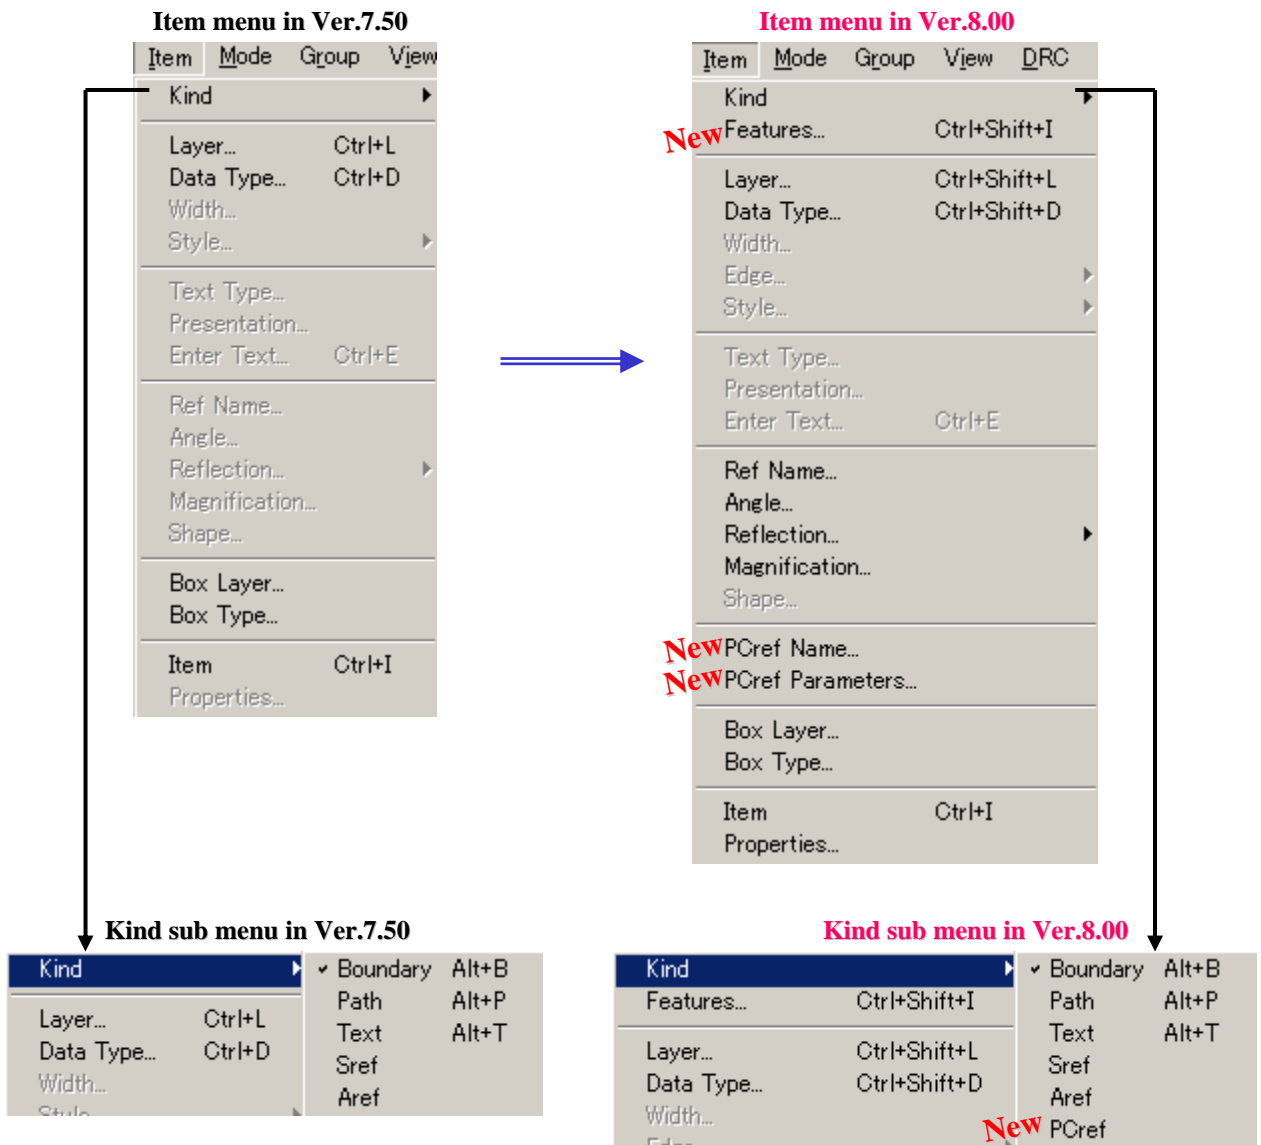 Item menu in Ver.7.50
Item Mode Group View
Kind
Layer... Ctrl+L
Data Type... Ctrl+D
Width...
Style...
Text Type...
Presentation...
Enter Text... Ctrl+E
Ref Name...
Angle...
Reflection...
Magnification...
Shape...
Box Layer...
Box Type...
Item Ctrl+I
Properties...
Item menu in Ver.8.00
Item Mode Group View DRC
Kind
New Features... Ctrl+Shift+I
Layer... Ctrl+Shift+L
Data Type... Ctrl+Shift+D
Width...
Edge...
Style...
Text Type...
Presentation...
Enter Text... Ctrl+E
Ref Name...
Angle...
Reflection...
Magnification...
Shape...
New PCref Name...
New PCref Parameters...
Box Layer...
Box Type...
Item Ctrl+I
Properties...
Kind sub menu in Ver.7.50
Kind ✓ Boundary Alt+B
Path Alt+P
Layer... Ctrl+L
Text Alt+T
Data Type... Ctrl+D
Sref
Width...
Aref
Style
Kind sub menu in Ver.8.00
Kind ✓ Boundary Alt+B
Features... Ctrl+Shift+I Path Alt+P
Text Alt+T
Layer... Ctrl+Shift+L
Sref
Data Type... Ctrl+Shift+D
Aref
Width...
New PCref
Edge